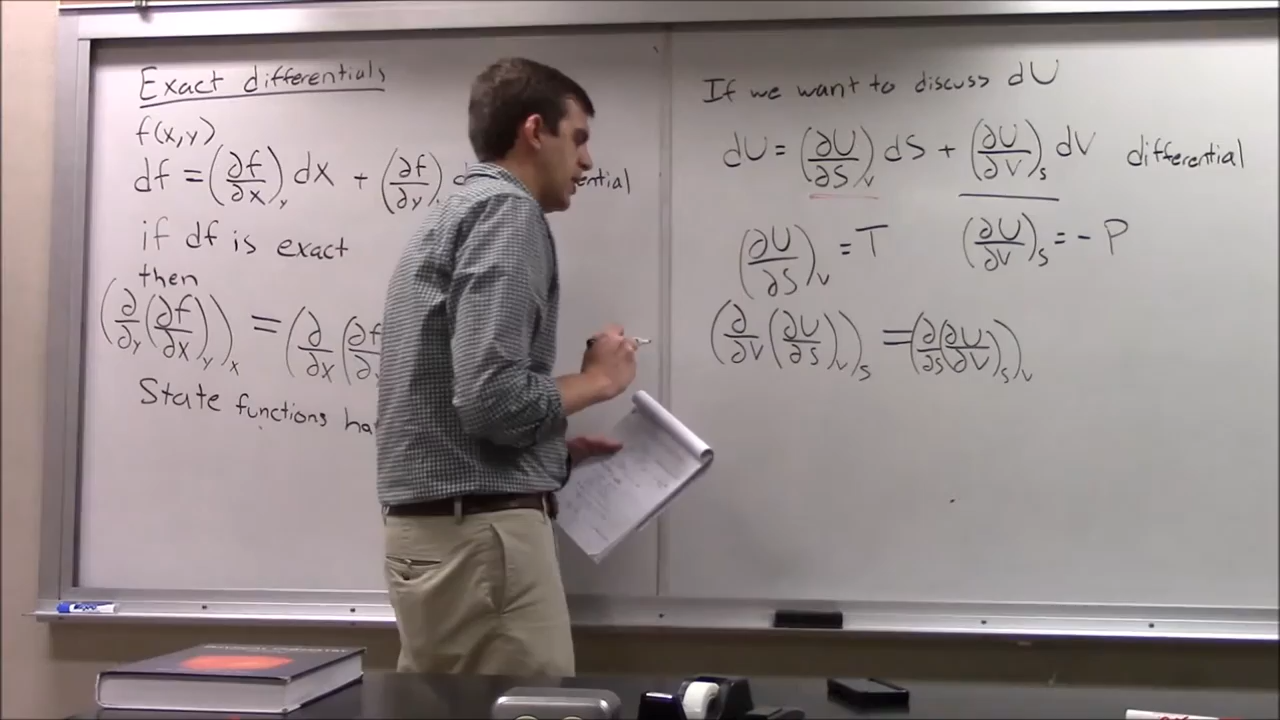 Exact differentials
f(x,y)
df = (∂f/∂x)_y dx + (∂f/∂y)
if df is exact
then
(∂/∂y (∂f/∂x)_y)_x = (∂/∂x (∂f
State functions
If we want to discuss dU
dU = (∂U/∂S)_V dS + (∂U/∂V)_S dV differential
(∂U/∂S)_V = T (∂U/∂V)_S = - P
(∂/∂V (∂U/∂S)_V)_S = (∂/∂S (∂U/∂V)_S)_V